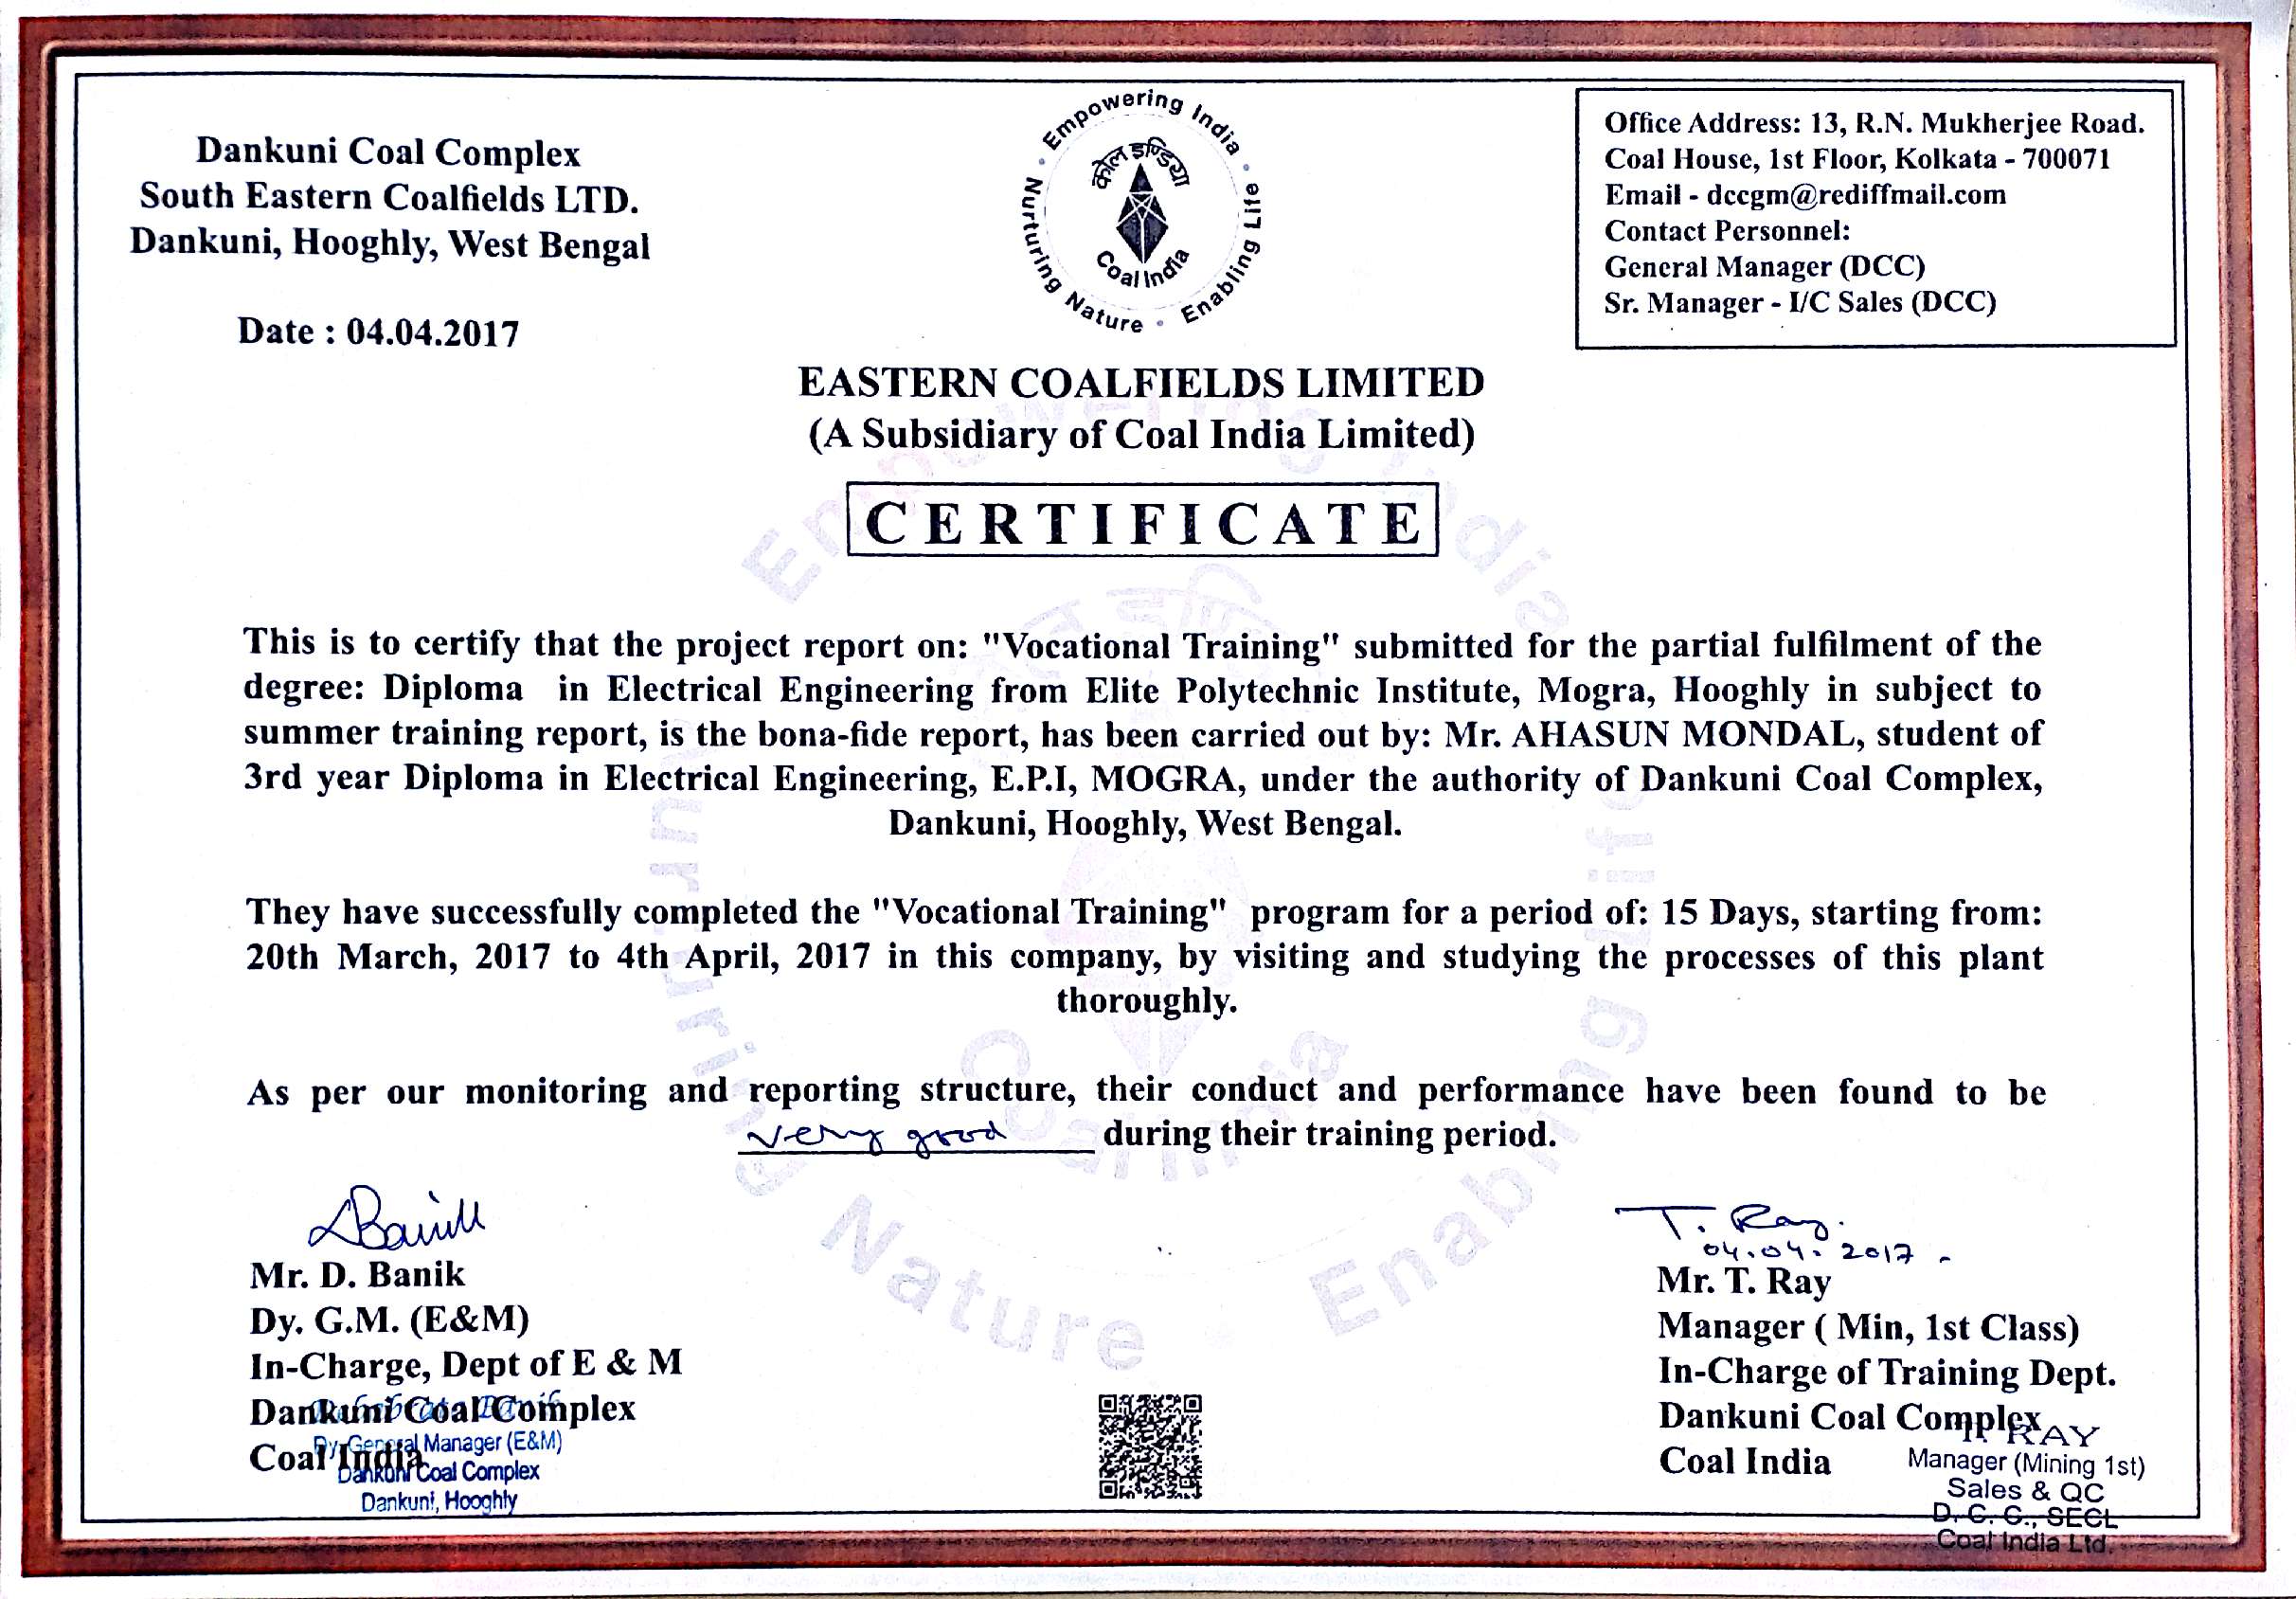 Dankuni Coal Complex
South Eastern Coalfields LTD.
Dankuni, Hooghly, West Bengal
Date : 04.04.2017
Empowering India
Nurturing Nature
Enabling Life
कोल इण्डिया
Coal India
Office Address: 13, R.N. Mukherjee Road.
Coal House, 1st Floor, Kolkata - 700071
Email - dccgm@rediffmail.com
Contact Personnel:
General Manager (DCC)
Sr. Manager - I/C Sales (DCC)
EASTERN COALFIELDS LIMITED
(A Subsidiary of Coal India Limited)
CERTIFICATE
This is to certify that the project report on: "Vocational Training" submitted for the partial fulfilment of the
degree: Diploma in Electrical Engineering from Elite Polytechnic Institute, Mogra, Hooghly in subject to
summer training report, is the bona-fide report, has been carried out by: Mr. AHASUN MONDAL, student of
3rd year Diploma in Electrical Engineering, E.P.I, MOGRA, under the authority of Dankuni Coal Complex,
Dankuni, Hooghly, West Bengal.
They have successfully completed the "Vocational Training" program for a period of: 15 Days, starting from:
20th March, 2017 to 4th April, 2017 in this company, by visiting and studying the processes of this plant
thoroughly.
As per our monitoring and reporting structure, their conduct and performance have been found to be
very good during their training period.
DBanik
Mr. D. Banik
Dy. G.M. (E&M)
In-Charge, Dept of E & M
Dankuni Coal Complex
Coal India
Banik
Dy. General Manager (E&M)
Dankuni Coal Complex
Dankuni, Hooghly
T. Ray.
04.04.2017
Mr. T. Ray
Manager ( Min, 1st Class)
In-Charge of Training Dept.
Dankuni Coal Complex
Coal India
T. RAY
Manager (Mining 1st)
Sales & QC
D. C. C., SECL
Coal India Ltd.
Empowering India
Nurturing Nature
Enabling Life
Coal India